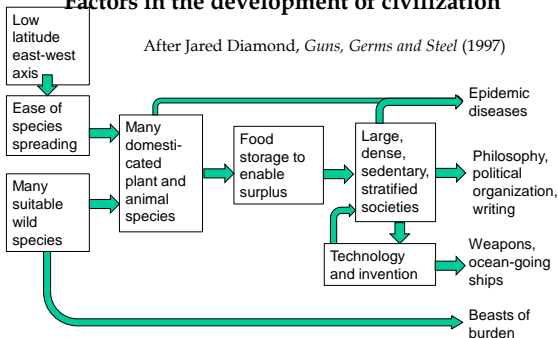 Factors in the development of civilization
After Jared Diamond, Guns, Germs and Steel (1997)
Low
latitude
east-west
axis
Ease of
species
spreading
Many
suitable
wild
species
Many
domesti-
cated
plant and
animal
species
Food
storage to
enable
surplus
Large,
dense,
sedentary,
stratified
societies
Technology
and invention
Epidemic
diseases
Philosophy,
political
organization,
writing
Weapons,
ocean-going
ships
Beasts of
burden